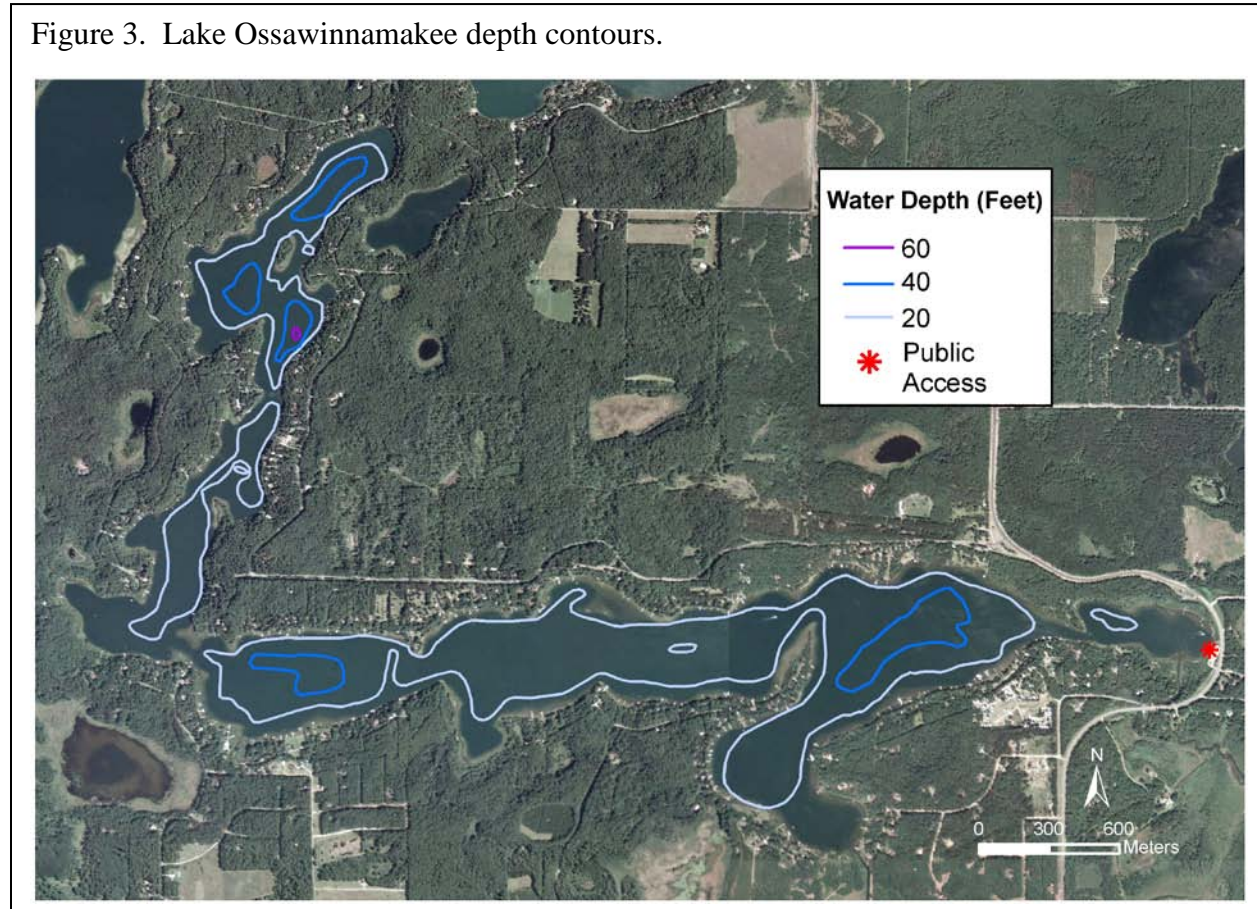 Figure 3.  Lake Ossawinnamakee depth contours.
Water Depth (Feet)
60
40
20
Public
Access
N
0 300 600
Meters